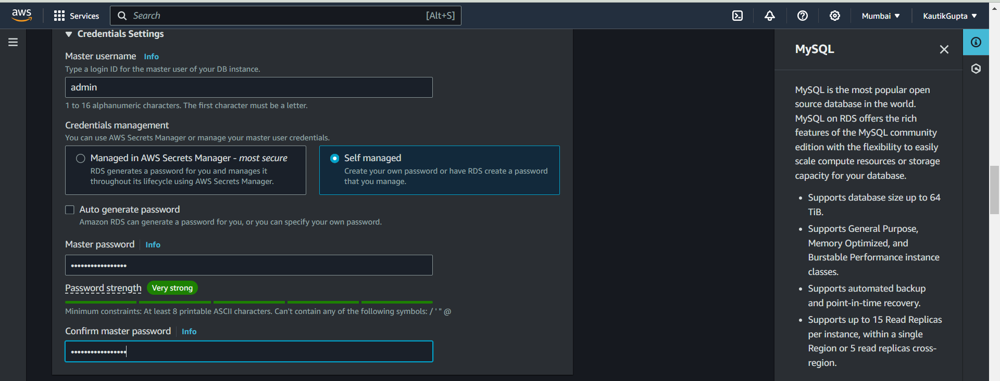 aws
Services
Search
[Alt+S]
Mumbai
KautikGupta
Credentials Settings
Master username Info
Type a login ID for the master user of your DB instance.
admin
1 to 16 alphanumeric characters. The first character must be a letter.
Credentials management
You can use AWS Secrets Manager or manage your master user credentials.
Managed in AWS Secrets Manager - most secure
RDS generates a password for you and manages it
throughout its lifecycle using AWS Secrets Manager.
Self managed
Create your own password or have RDS create a password
that you manage.
Auto generate password
Amazon RDS can generate a password for you, or you can specify your own password.
Master password Info
•••••••••••••••••
Password strength Very strong
Minimum constraints: At least 8 printable ASCII characters. Can't contain any of the following symbols: / ' " @
Confirm master password Info
•••••••••••••••••
MySQL
MySQL is the most popular open
source database in the world.
MySQL on RDS offers the rich
features of the MySQL community
edition with the flexibility to easily
scale compute resources or storage
capacity for your database.
• Supports database size up to 64
TiB.
• Supports General Purpose,
Memory Optimized, and
Burstable Performance instance
classes.
• Supports automated backup
and point-in-time recovery.
• Supports up to 15 Read Replicas
per instance, within a single
Region or 5 read replicas cross-
region.